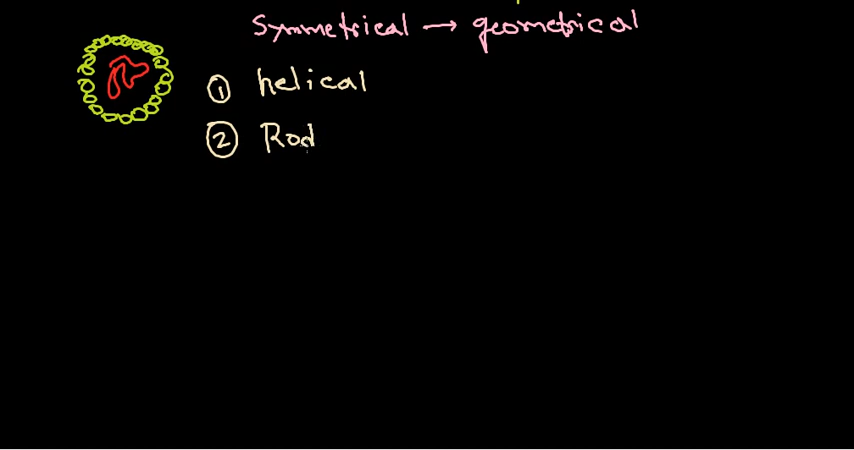 Symmetrical → geometrical
① helical
② Rod